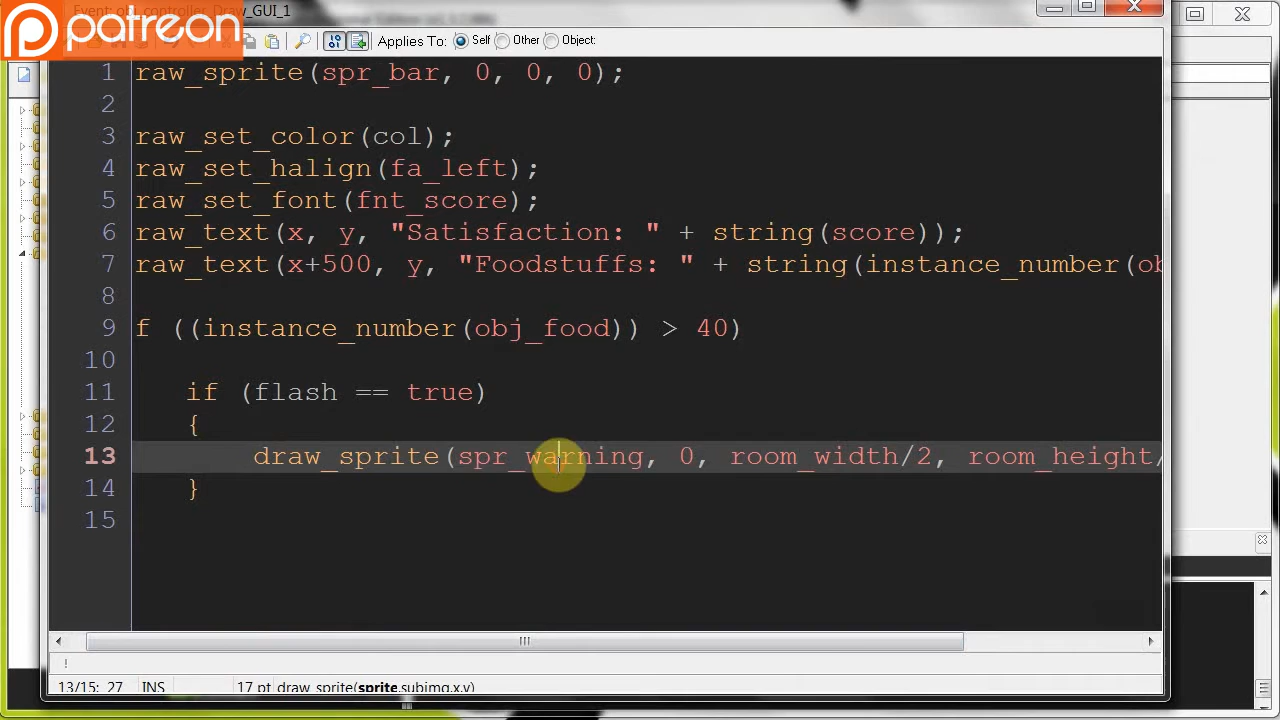 Event: obj_controller_Draw_GUI_1
patreon
Applies To: Self Other Object:
1 raw_sprite(spr_bar, 0, 0, 0);
2
3 raw_set_color(col);
4 raw_set_halign(fa_left);
5 raw_set_font(fnt_score);
6 raw_text(x, y, "Satisfaction: " + string(score));
7 raw_text(x+500, y, "Foodstuffs: " + string(instance_number(ob
8
9 f ((instance_number(obj_food)) > 40)
10
11 if (flash == true)
12 {
13 draw_sprite(spr_warning, 0, room_width/2, room_height/
14 }
15
!
13/15: 27 INS 17 pt draw_sprite(sprite,subimg,x,y)